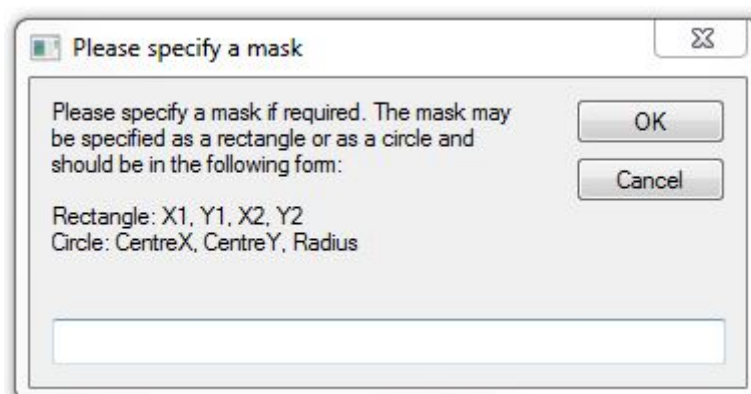 Please specify a mask
Please specify a mask if required. The mask may
be specified as a rectangle or as a circle and
should be in the following form:
Rectangle: X1, Y1, X2, Y2
Circle: CentreX, CentreY, Radius
OK
Cancel